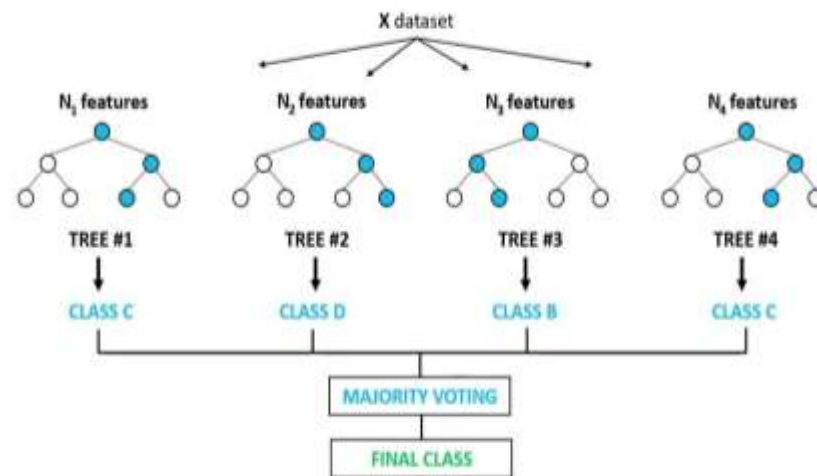 X dataset
N₁ features
N₂ features
N₃ features
N₄ features
TREE #1
TREE #2
TREE #3
TREE #4
CLASS C
CLASS D
CLASS B
CLASS C
MAJORITY VOTING
FINAL CLASS